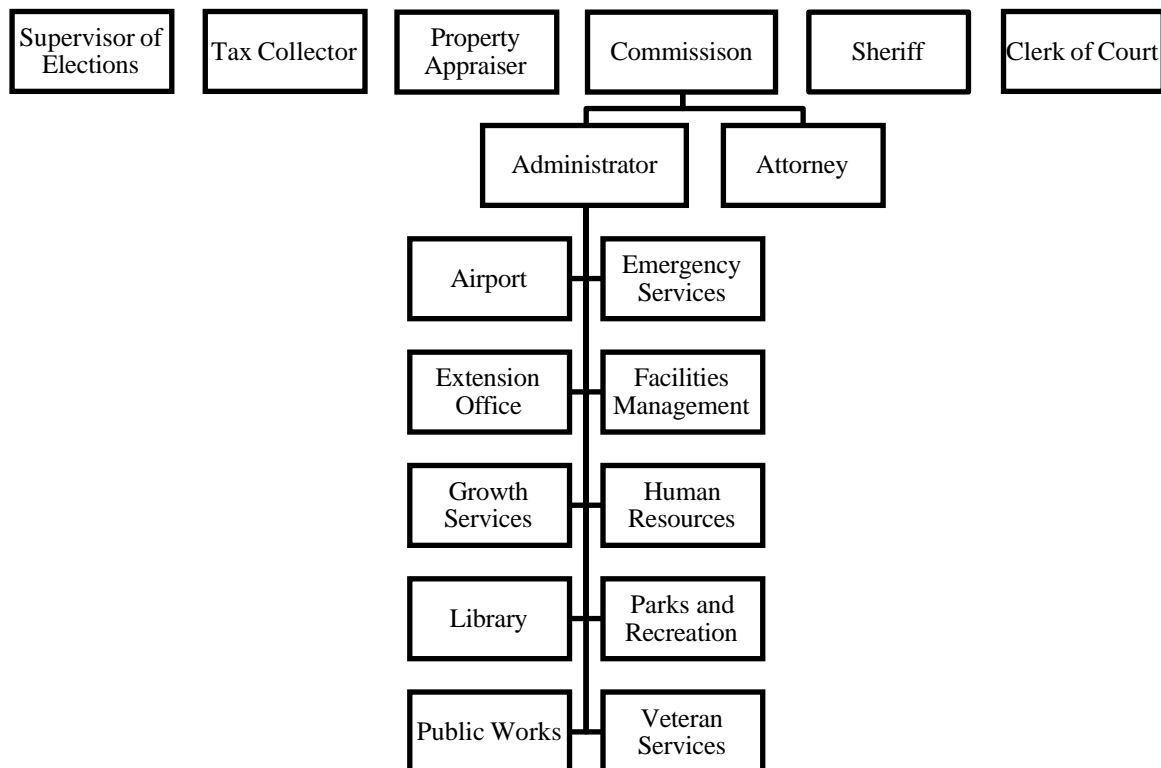 Supervisor of
Elections
Tax Collector
Property
Appraiser
Commissison
Sheriff
Clerk of Court
Administrator
Attorney
Airport
Emergency
Services
Extension
Office
Facilities
Management
Growth
Services
Human
Resources
Library
Parks and
Recreation
Public Works
Veteran
Services